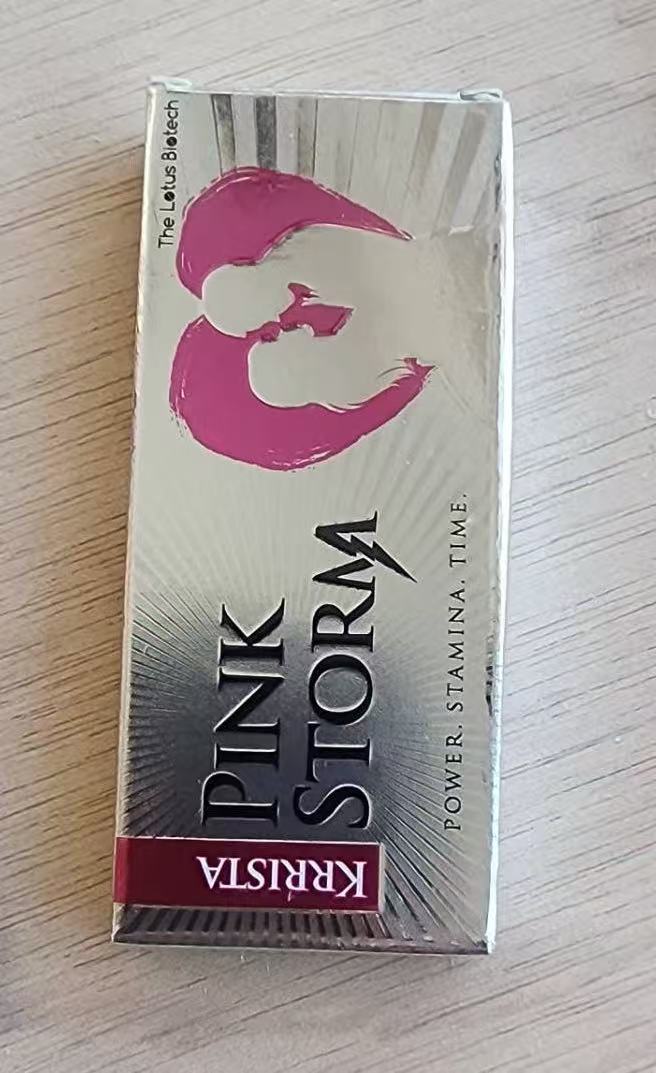 The Lotus Biotech
PINK
STORM
POWER. STAMINA. TIME.
KRRISTA